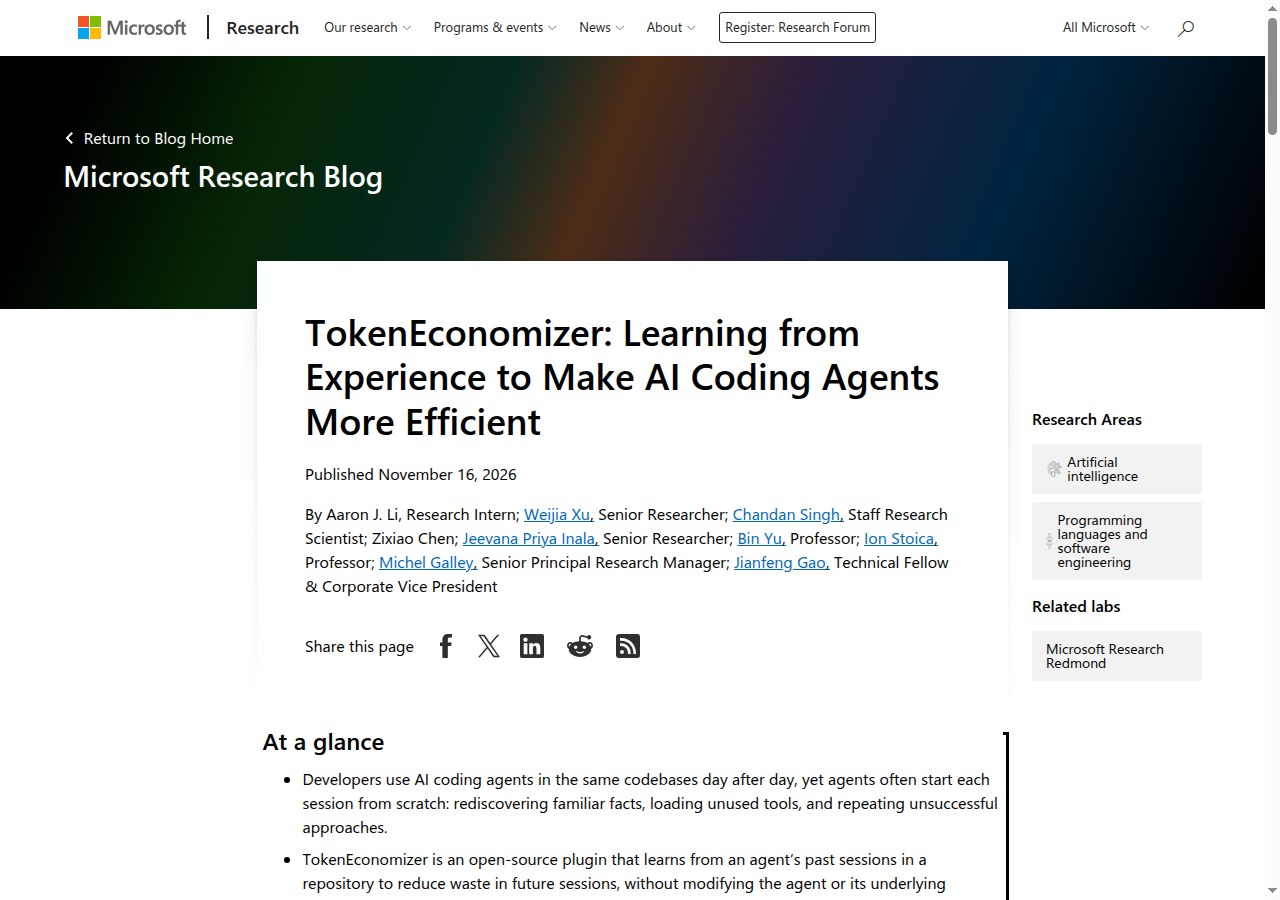 Microsoft
Research
Our research
Programs & events
News
About
Register: Research Forum
All Microsoft
Return to Blog Home
Microsoft Research Blog
TokenEconomizer: Learning from
Experience to Make AI Coding Agents
More Efficient
Published November 16, 2026
By Aaron J. Li, Research Intern; Weijia Xu, Senior Researcher; Chandan Singh, Staff Research
Scientist; Zixiao Chen; Jeevana Priya Inala, Senior Researcher; Bin Yu, Professor; Ion Stoica,
Professor; Michel Galley, Senior Principal Research Manager; Jianfeng Gao, Technical Fellow
& Corporate Vice President
Share this page
Research Areas
Artificial
intelligence
Programming
languages and
software
engineering
Related labs
Microsoft Research
Redmond
At a glance
Developers use AI coding agents in the same codebases day after day, yet agents often start each
session from scratch: rediscovering familiar facts, loading unused tools, and repeating unsuccessful
approaches.
TokenEconomizer is an open-source plugin that learns from an agent’s past sessions in a
repository to reduce waste in future sessions, without modifying the agent or its underlying